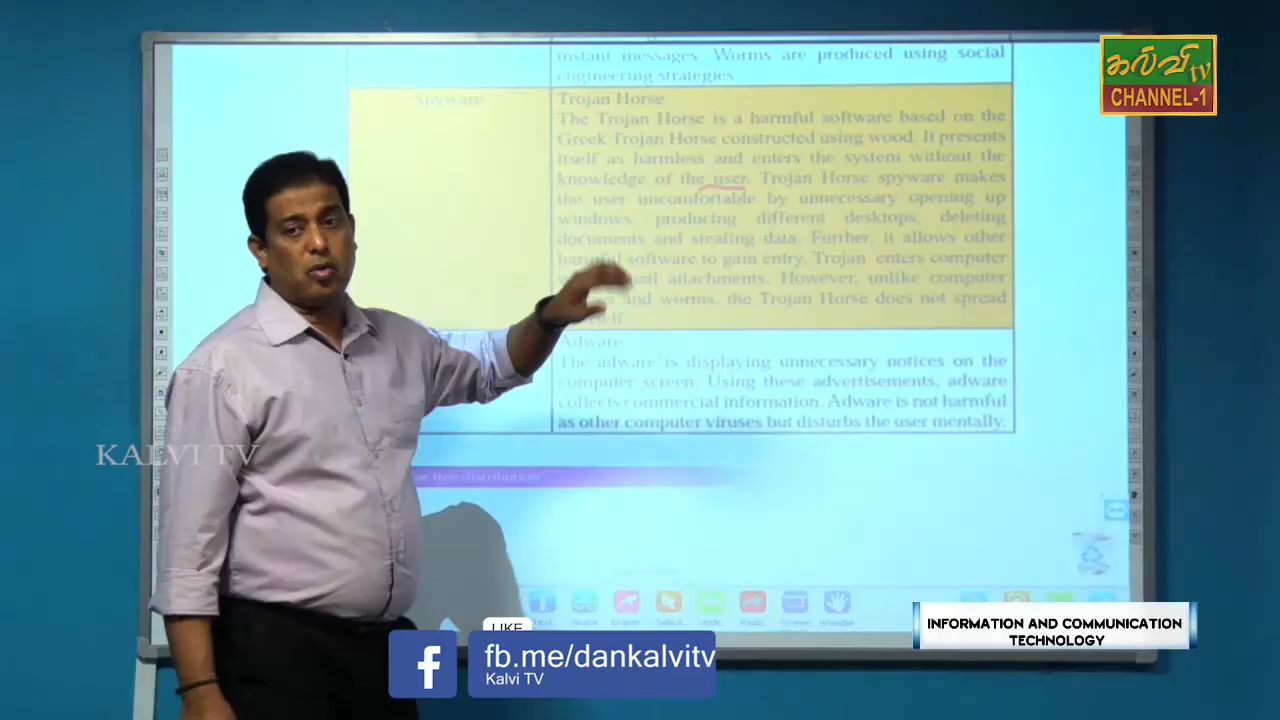 கல்வி tv
CHANNEL-1
instant messages. Worms are produced using social
engineering strategies
Spyware
Trojan Horse
The Trojan Horse is a harmful software based on the
Greek Trojan Horse constructed using wood. It presents
itself as harmless and enters the system without the
knowledge of the user. Trojan Horse spyware makes
the user uncomfortable by unnecessary opening up
windows, producing different desktops, deleting
documents and stealing data. Further, it allows other
harmful software to gain entry. Trojan enters computer
attachments. However, unlike computer
and worms, the Trojan Horse does not spread
Adware
The adware is displaying unnecessary notices on the
computer screen. Using these advertisements, adware
collects commercial information. Adware is not harmful
as other computer viruses but disturbs the user mentally.
KALVI TV
free distribution
Text
Select
Undo
Redo
Screen
LIKE
fb.me/dankalvitv
Kalvi TV
INFORMATION AND COMMUNICATION
TECHNOLOGY